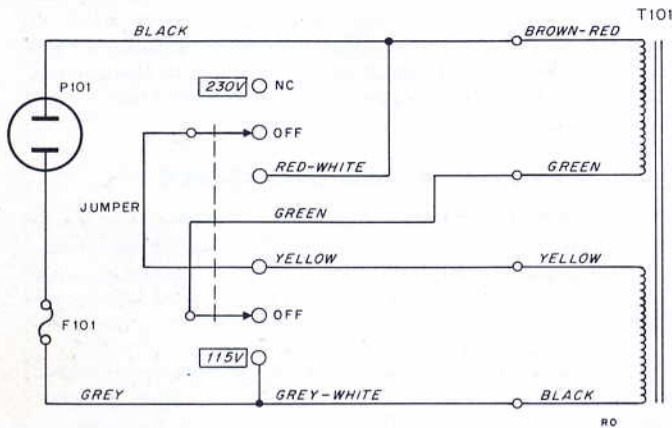 T101
BLACK
BROWN-RED
P101
230V
NC
OFF
RED-WHITE
GREEN
JUMPER
GREEN
YELLOW
YELLOW
OFF
F101
115V
GREY
GREY-WHITE
BLACK
RO